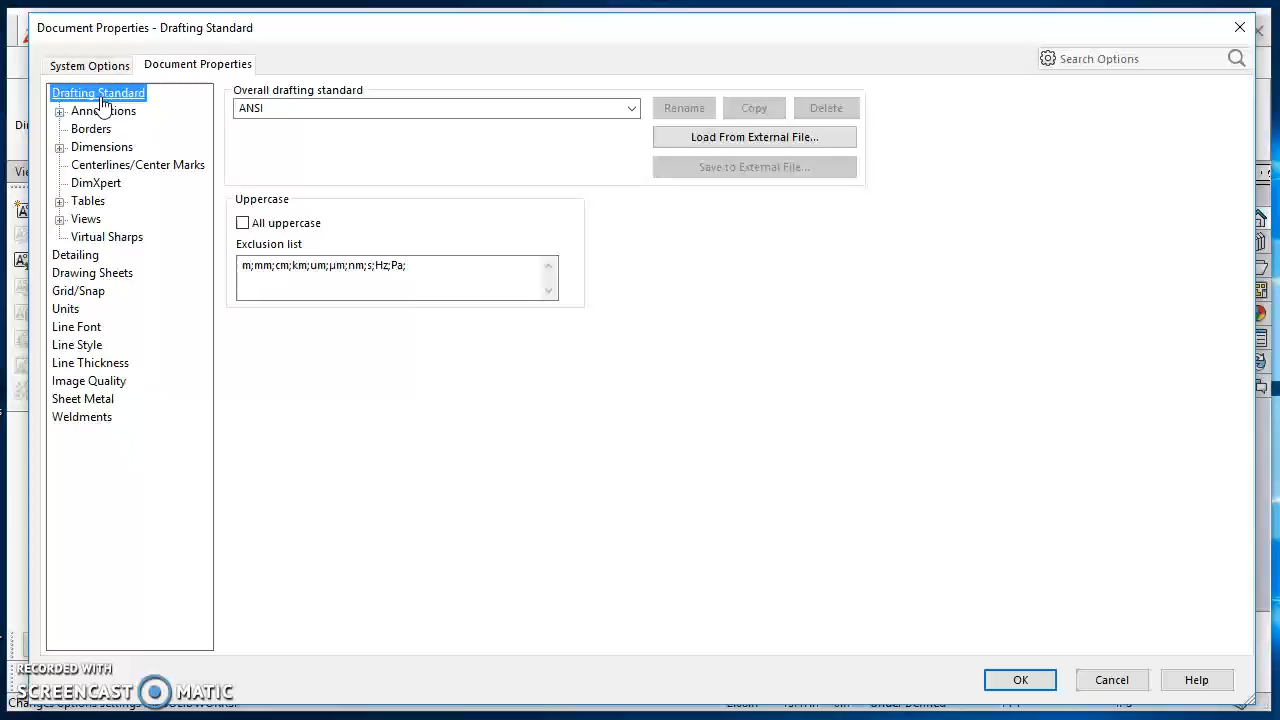 Document Properties - Drafting Standard
System Options
Document Properties
Search Options
Drafting Standard
Annotations
Borders
Dimensions
Centerlines/Center Marks
DimXpert
Tables
Views
Virtual Sharps
Detailing
Drawing Sheets
Grid/Snap
Units
Line Font
Line Style
Line Thickness
Image Quality
Sheet Metal
Weldments
Overall drafting standard
ANSI
Rename
Copy
Delete
Load From External File...
Save to External File...
Uppercase
All uppercase
Exclusion list
m;mm;cm;km;um;µm;nm;s;Hz;Pa;
OK
Cancel
Help
RECORDED WITH
SCREENCAST MATIC